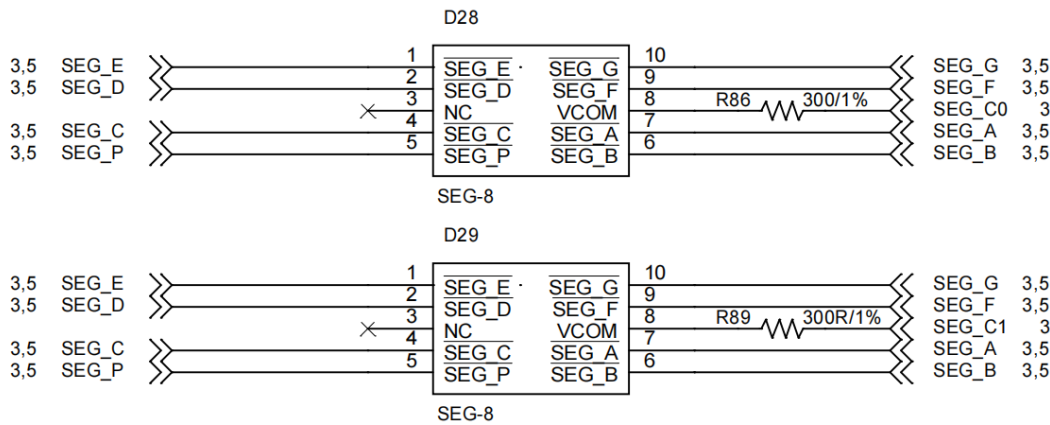 D28
3,5 SEG_E 1 SEG_E SEG_G 10 SEG_G 3,5
3,5 SEG_D 2 SEG_D SEG_F 9 SEG_F 3,5
3 NC VCOM 8 R86 300/1% SEG_C0 3
3,5 SEG_C 4 SEG_C SEG_A 7 SEG_A 3,5
3,5 SEG_P 5 SEG_P SEG_B 6 SEG_B 3,5
SEG-8
D29
3,5 SEG_E 1 SEG_E SEG_G 10 SEG_G 3,5
3,5 SEG_D 2 SEG_D SEG_F 9 SEG_F 3,5
3 NC VCOM 8 R89 300R/1% SEG_C1 3
3,5 SEG_C 4 SEG_C SEG_A 7 SEG_A 3,5
3,5 SEG_P 5 SEG_P SEG_B 6 SEG_B 3,5
SEG-8